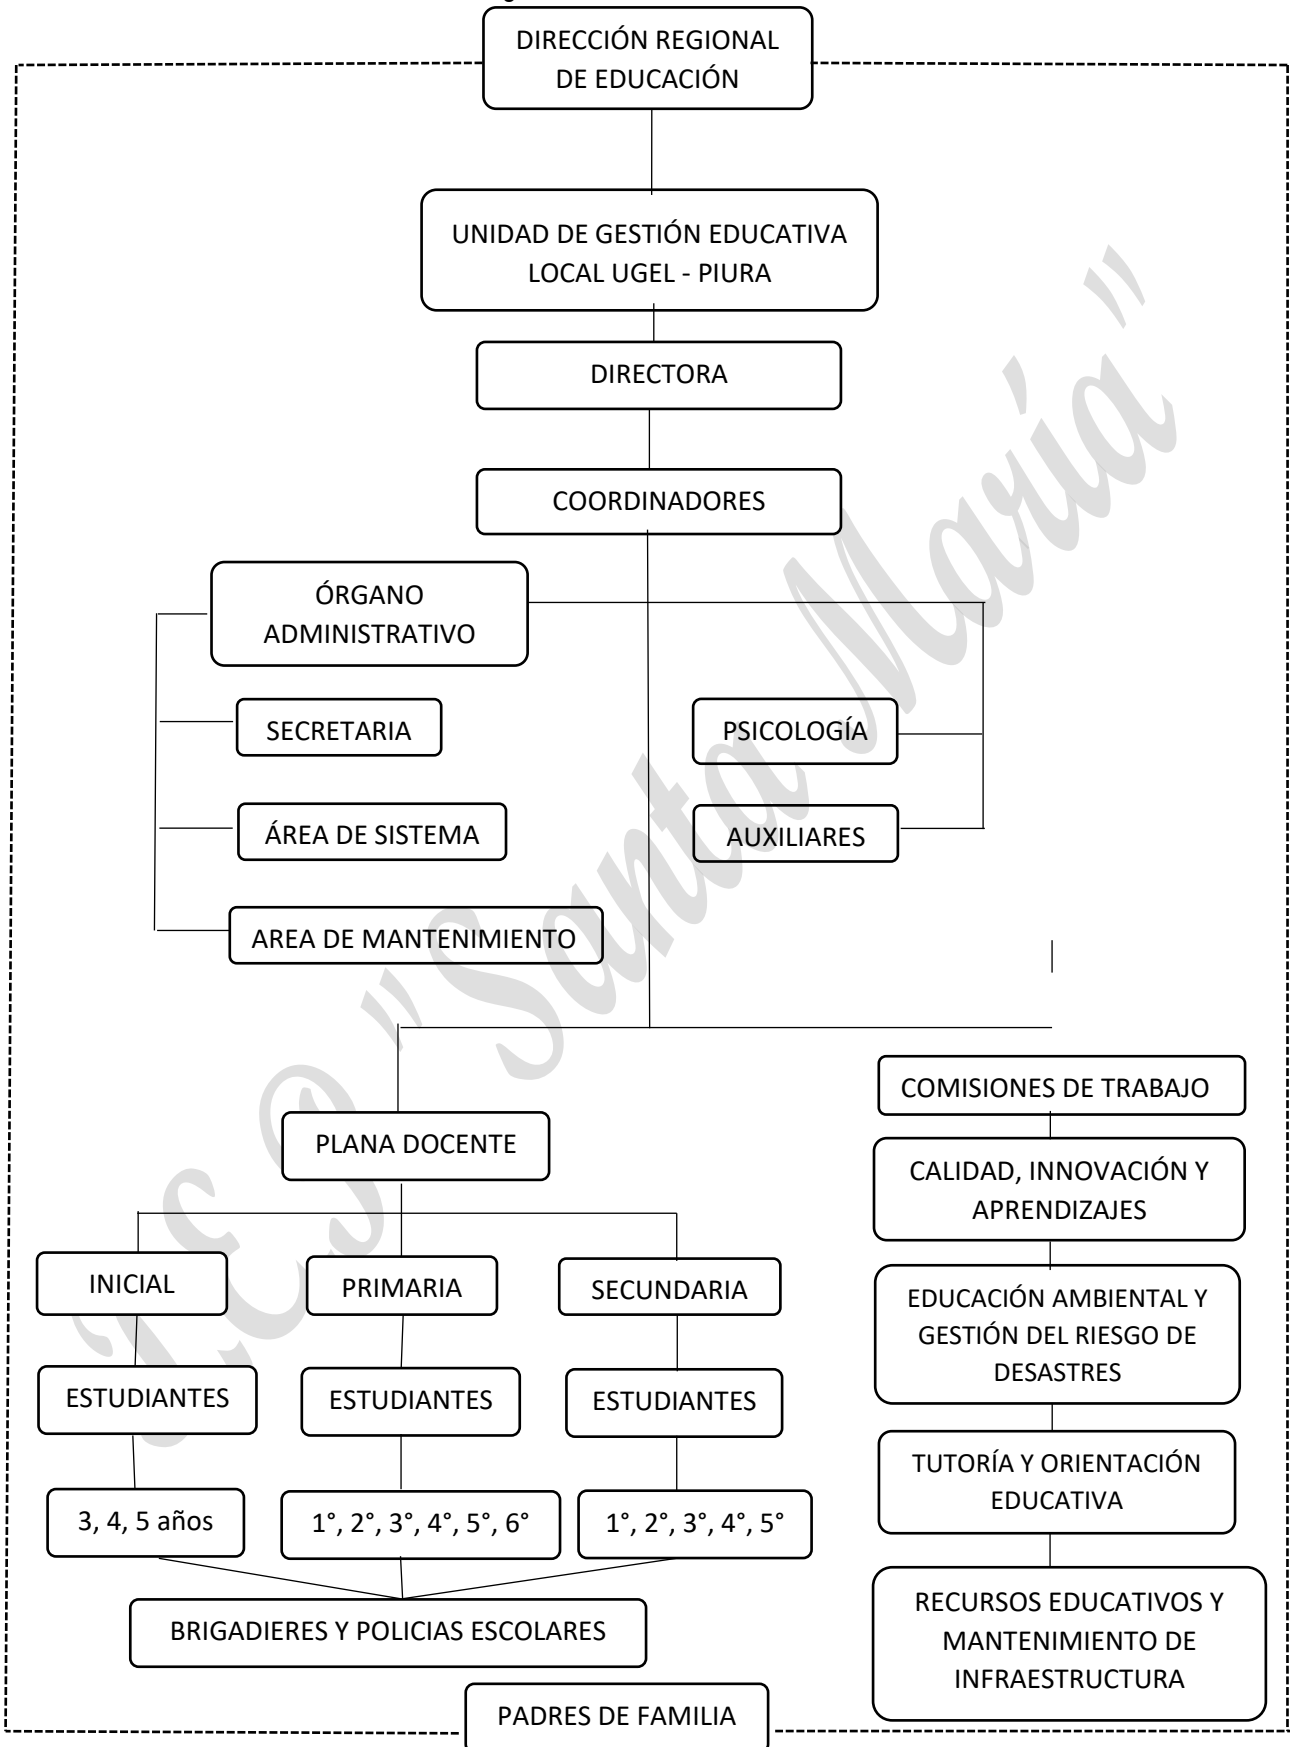 DIRECCIÓN REGIONAL
DE EDUCACIÓN
UNIDAD DE GESTIÓN EDUCATIVA
LOCAL UGEL - PIURA
DIRECTORA
COORDINADORES
ÓRGANO
ADMINISTRATIVO
SECRETARIA
PSICOLOGÍA
ÁREA DE SISTEMA
AUXILIARES
AREA DE MANTENIMIENTO
PLANA DOCENTE
INICIAL
PRIMARIA
SECUNDARIA
ESTUDIANTES
ESTUDIANTES
ESTUDIANTES
3, 4, 5 años
1°, 2°, 3°, 4°, 5°, 6°
1°, 2°, 3°, 4°, 5°
BRIGADIERES Y POLICIAS ESCOLARES
COMISIONES DE TRABAJO
CALIDAD, INNOVACIÓN Y
APRENDIZAJES
EDUCACIÓN AMBIENTAL Y
GESTIÓN DEL RIESGO DE
DESASTRES
TUTORÍA Y ORIENTACIÓN
EDUCATIVA
RECURSOS EDUCATIVOS Y
MANTENIMIENTO DE
INFRAESTRUCTURA
PADRES DE FAMILIA
I.E.P "Santa María"